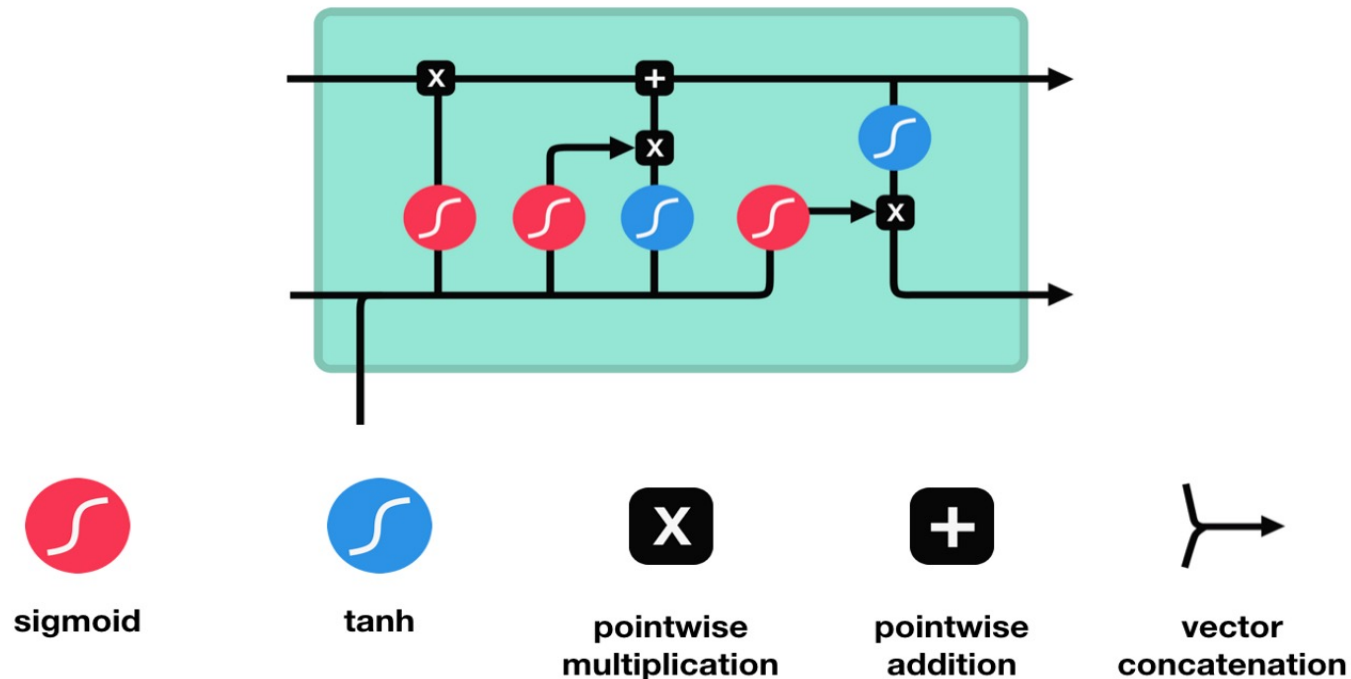 X
+
X
X
X
+
sigmoid
tanh
pointwise
multiplication
pointwise
addition
vector
concatenation